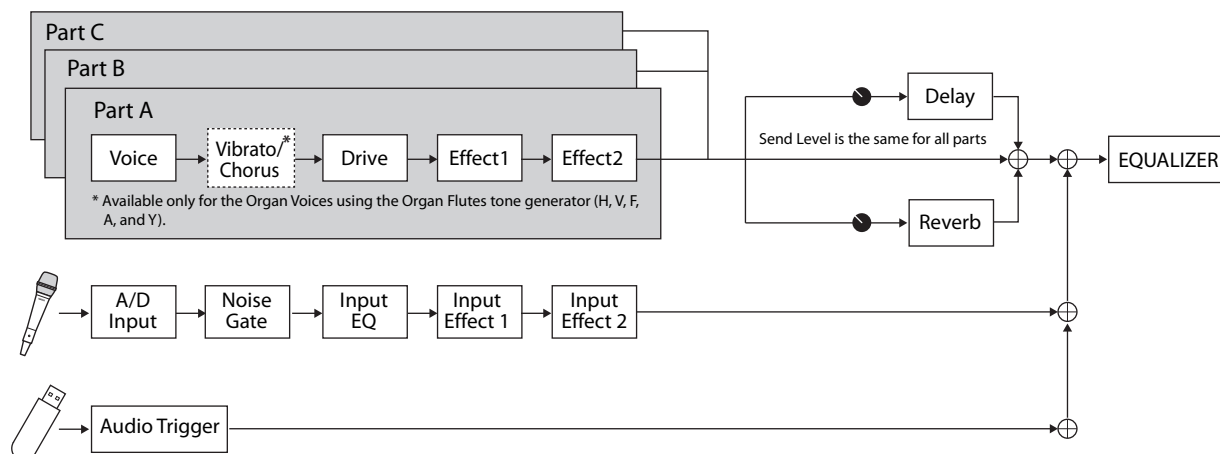 Part C
Part B
Part A
Voice
Vibrato/*
Chorus
Drive
Effect1
Effect2
* Available only for the Organ Voices using the Organ Flutes tone generator (H, V, F,
A, and Y).
Delay
Send Level is the same for all parts
Reverb
EQUALIZER
A/D
Input
Noise
Gate
Input
EQ
Input
Effect 1
Input
Effect 2
Audio Trigger